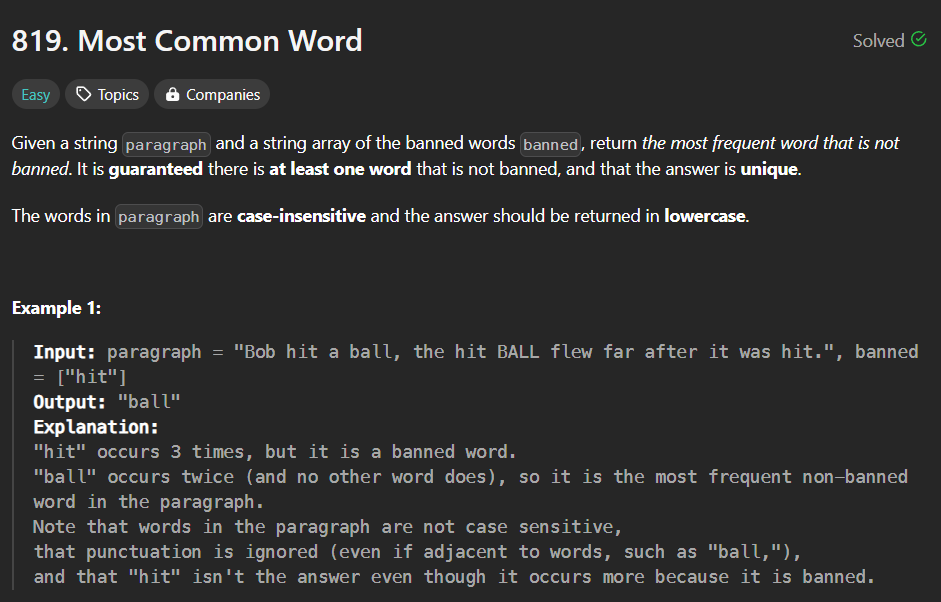 819. Most Common Word
Solved
Easy
Topics
Companies
Given a string paragraph and a string array of the banned words banned, return the most frequent word that is not
banned. It is guaranteed there is at least one word that is not banned, and that the answer is unique.
The words in paragraph are case-insensitive and the answer should be returned in lowercase.
Example 1:
Input: paragraph = "Bob hit a ball, the hit BALL flew far after it was hit.", banned
= ["hit"]
Output: "ball"
Explanation:
"hit" occurs 3 times, but it is a banned word.
"ball" occurs twice (and no other word does), so it is the most frequent non-banned
word in the paragraph.
Note that words in the paragraph are not case sensitive,
that punctuation is ignored (even if adjacent to words, such as "ball,"),
and that "hit" isn't the answer even though it occurs more because it is banned.